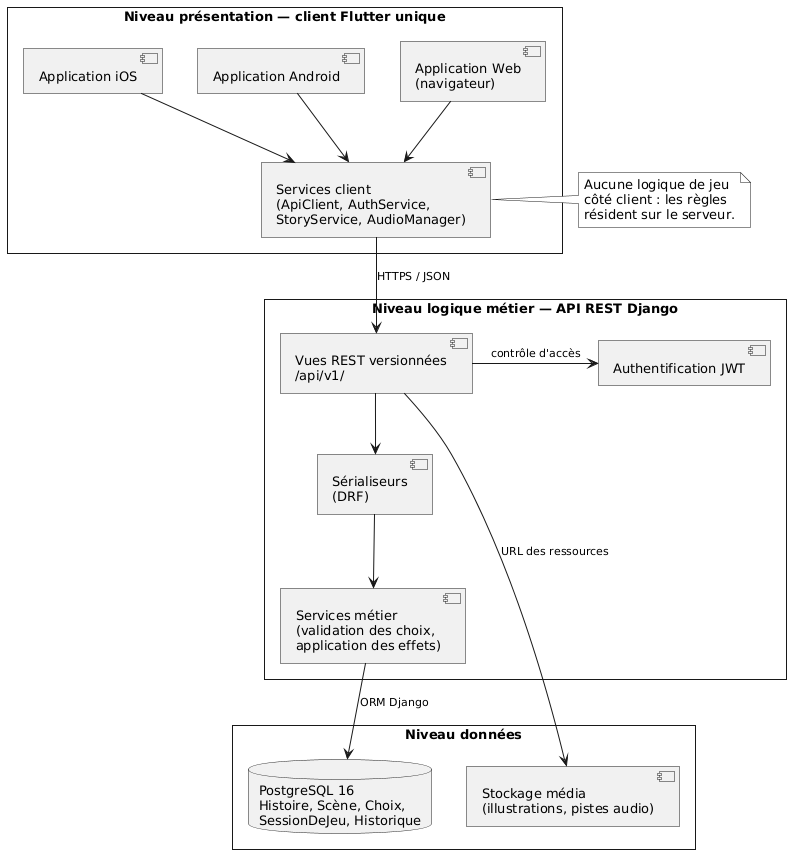 Niveau présentation — client Flutter unique
Application iOS
Application Android
Application Web
(navigateur)
Services client
(ApiClient, AuthService,
StoryService, AudioManager)
Aucune logique de jeu
côté client : les règles
résident sur le serveur.
HTTPS / JSON
Niveau logique métier — API REST Django
Vues REST versionnées
/api/v1/
contrôle d'accès
Authentification JWT
Sérialiseurs
(DRF)
URL des ressources
Services métier
(validation des choix,
application des effets)
ORM Django
Niveau données
PostgreSQL 16
Histoire, Scène, Choix,
SessionDeJeu, Historique
Stockage média
(illustrations, pistes audio)